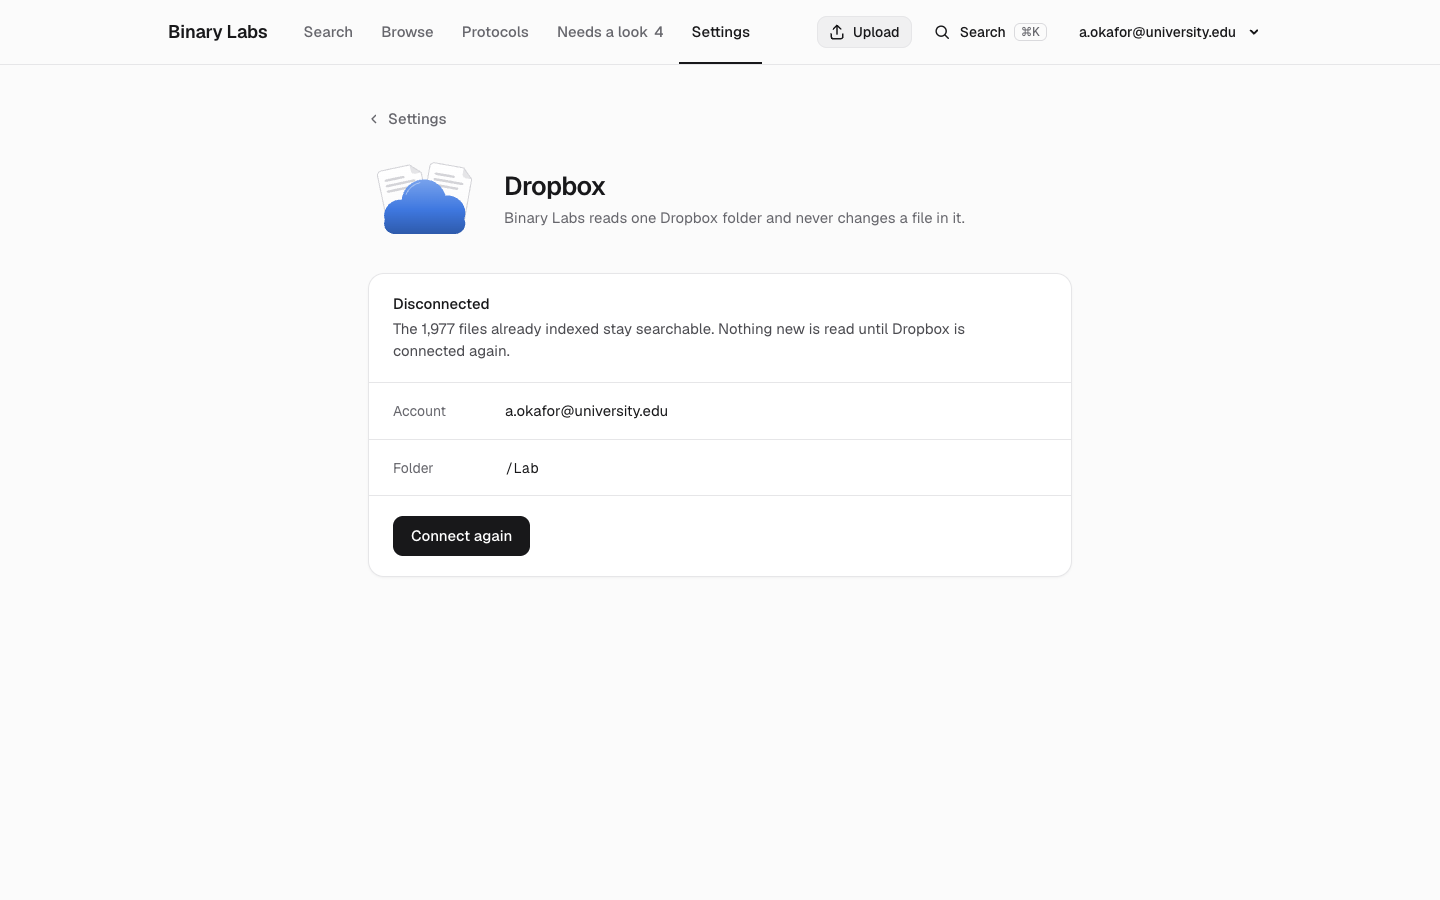 Binary Labs
Search
Browse
Protocols
Needs a look 4
Settings
Upload
Search ⌘K
a.okafor@university.edu
Settings
Dropbox
Binary Labs reads one Dropbox folder and never changes a file in it.
Disconnected
The 1,977 files already indexed stay searchable. Nothing new is read until Dropbox is
connected again.
Account a.okafor@university.edu
Folder /Lab
Connect again